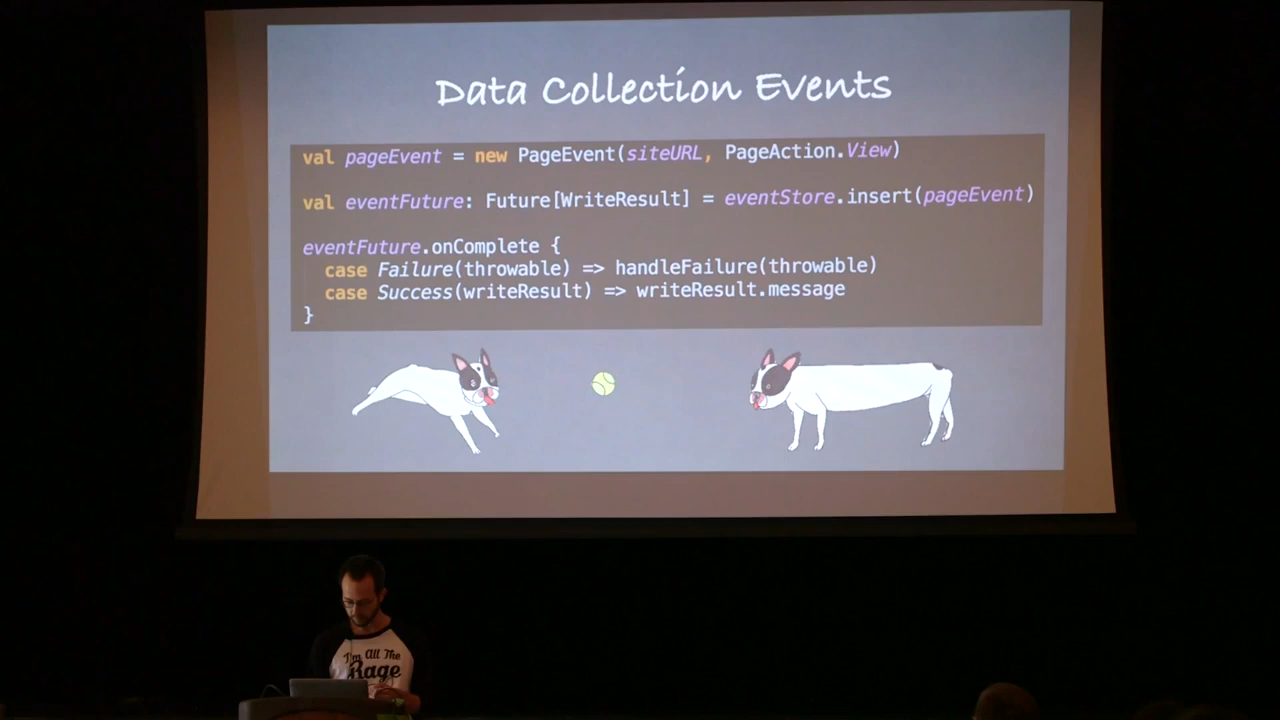 Data Collection Events
val pageEvent = new PageEvent(siteURL, PageAction.View)
val eventFuture: Future[WriteResult] = eventStore.insert(pageEvent)
eventFuture.onComplete {
case Failure(throwable) => handleFailure(throwable)
case Success(writeResult) => writeResult.message
}
I'm All The
Rage